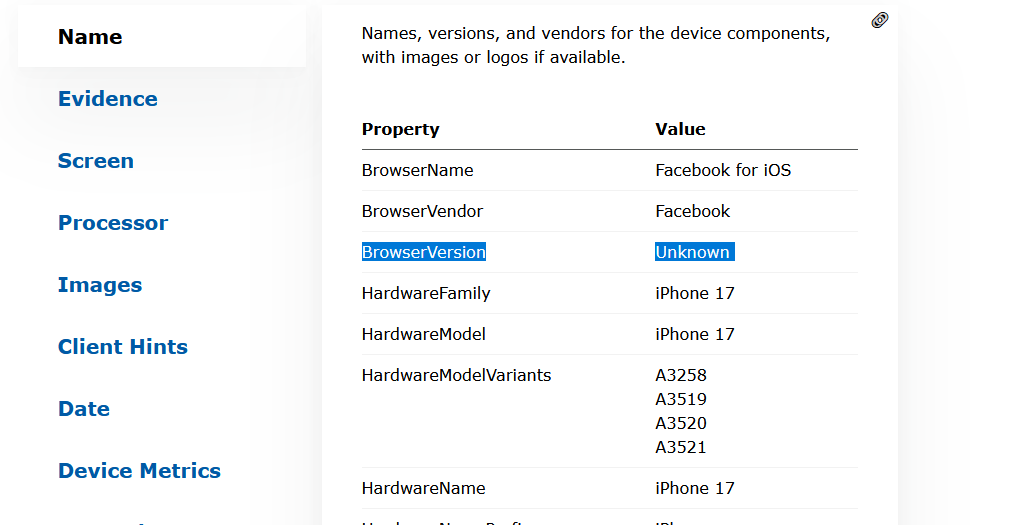 Name
Evidence
Screen
Processor
Images
Client Hints
Date
Device Metrics
Names, versions, and vendors for the device components,
with images or logos if available.
Property Value
BrowserName Facebook for iOS
BrowserVendor Facebook
BrowserVersion Unknown
HardwareFamily iPhone 17
HardwareModel iPhone 17
HardwareModelVariants A3258
A3519
A3520
A3521
HardwareName iPhone 17